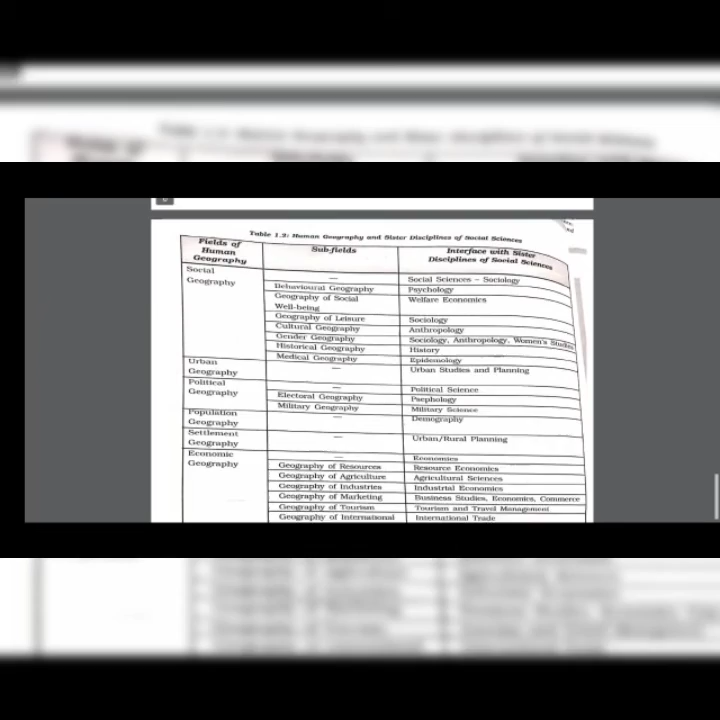 Table 1.2: Human Geography and Sister Disciplines of Social Sciences
Fields of Human Geography Sub-fields Interface with Sister Disciplines of Social Sciences
Social Geography — Social Sciences – Sociology
Behavioural Geography Psychology
Geography of Social Well-being Welfare Economics
Geography of Leisure Sociology
Cultural Geography Anthropology
Gender Geography Sociology, Anthropology, Women's Studies
Historical Geography History
Medical Geography Epidemology
Urban Geography — Urban Studies and Planning
Political Geography — Political Science
Electoral Geography Psephology
Military Geography Military Science
Population Geography — Demography
Settlement Geography — Urban/Rural Planning
Economic Geography — Economics
Geography of Resources Resource Economics
Geography of Agriculture Agricultural Sciences
Geography of Industries Industrial Economics
Geography of Marketing Business Studies, Economics, Commerce
Geography of Tourism Tourism and Travel Management
Geography of International International Trade